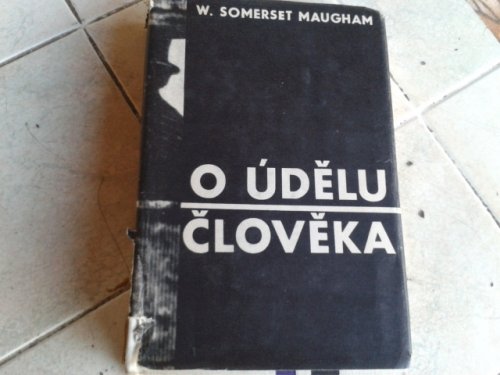 W. SOMERSET MAUGHAM
O ÚDĚLU
ČLOVĚKA